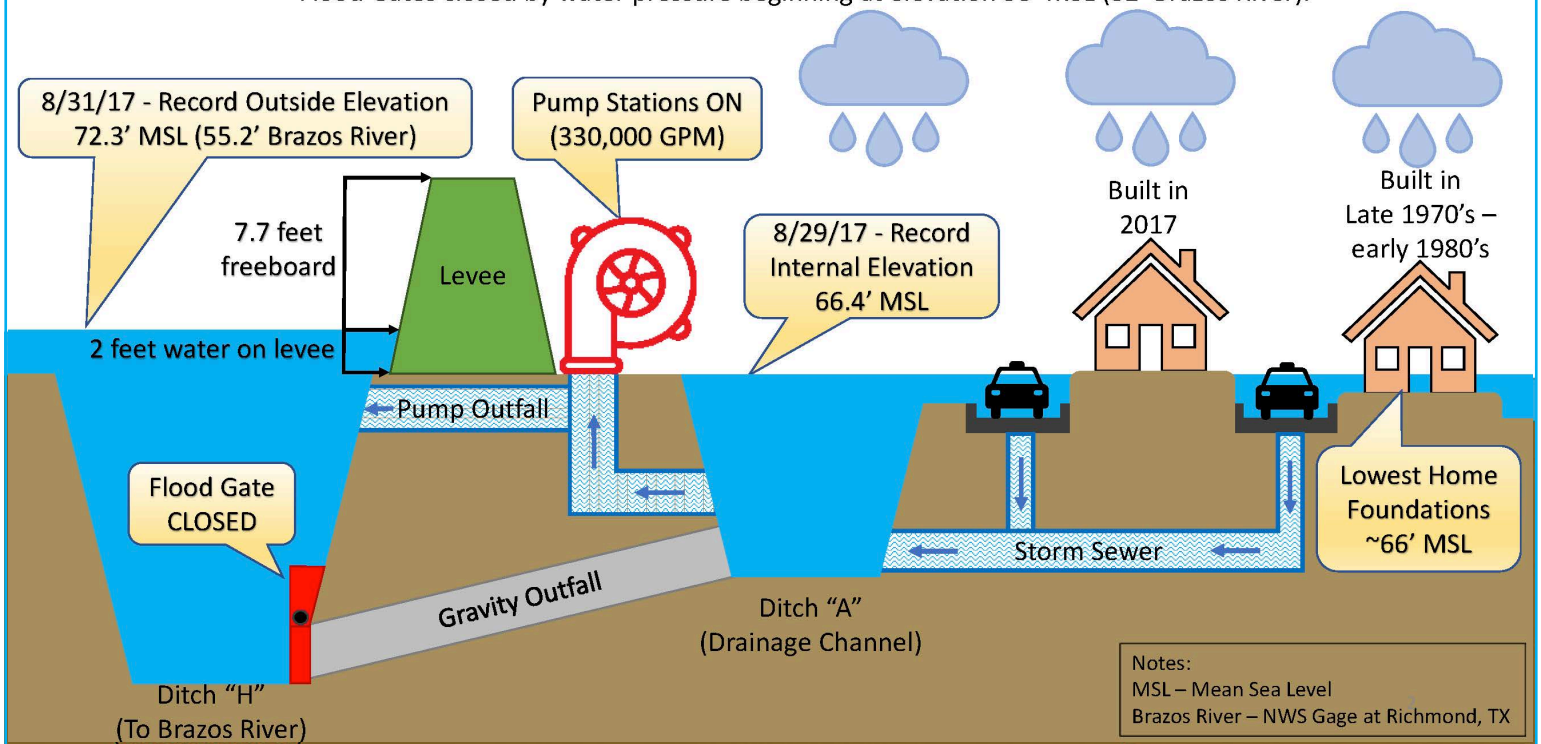 8/31/17 - Record Outside Elevation
72.3’ MSL (55.2’ Brazos River)
Pump Stations ON
(330,000 GPM)
7.7 feet
freeboard
Levee
2 feet water on levee
8/29/17 - Record
Internal Elevation
66.4’ MSL
Built in
2017
Built in
Late 1970’s –
early 1980’s
Pump Outfall
Flood Gate
CLOSED
Gravity Outfall
Storm Sewer
Lowest Home
Foundations
~66’ MSL
Ditch “A”
(Drainage Channel)
Ditch “H”
(To Brazos River)
Notes:
MSL – Mean Sea Level
Brazos River – NWS Gage at Richmond, TX